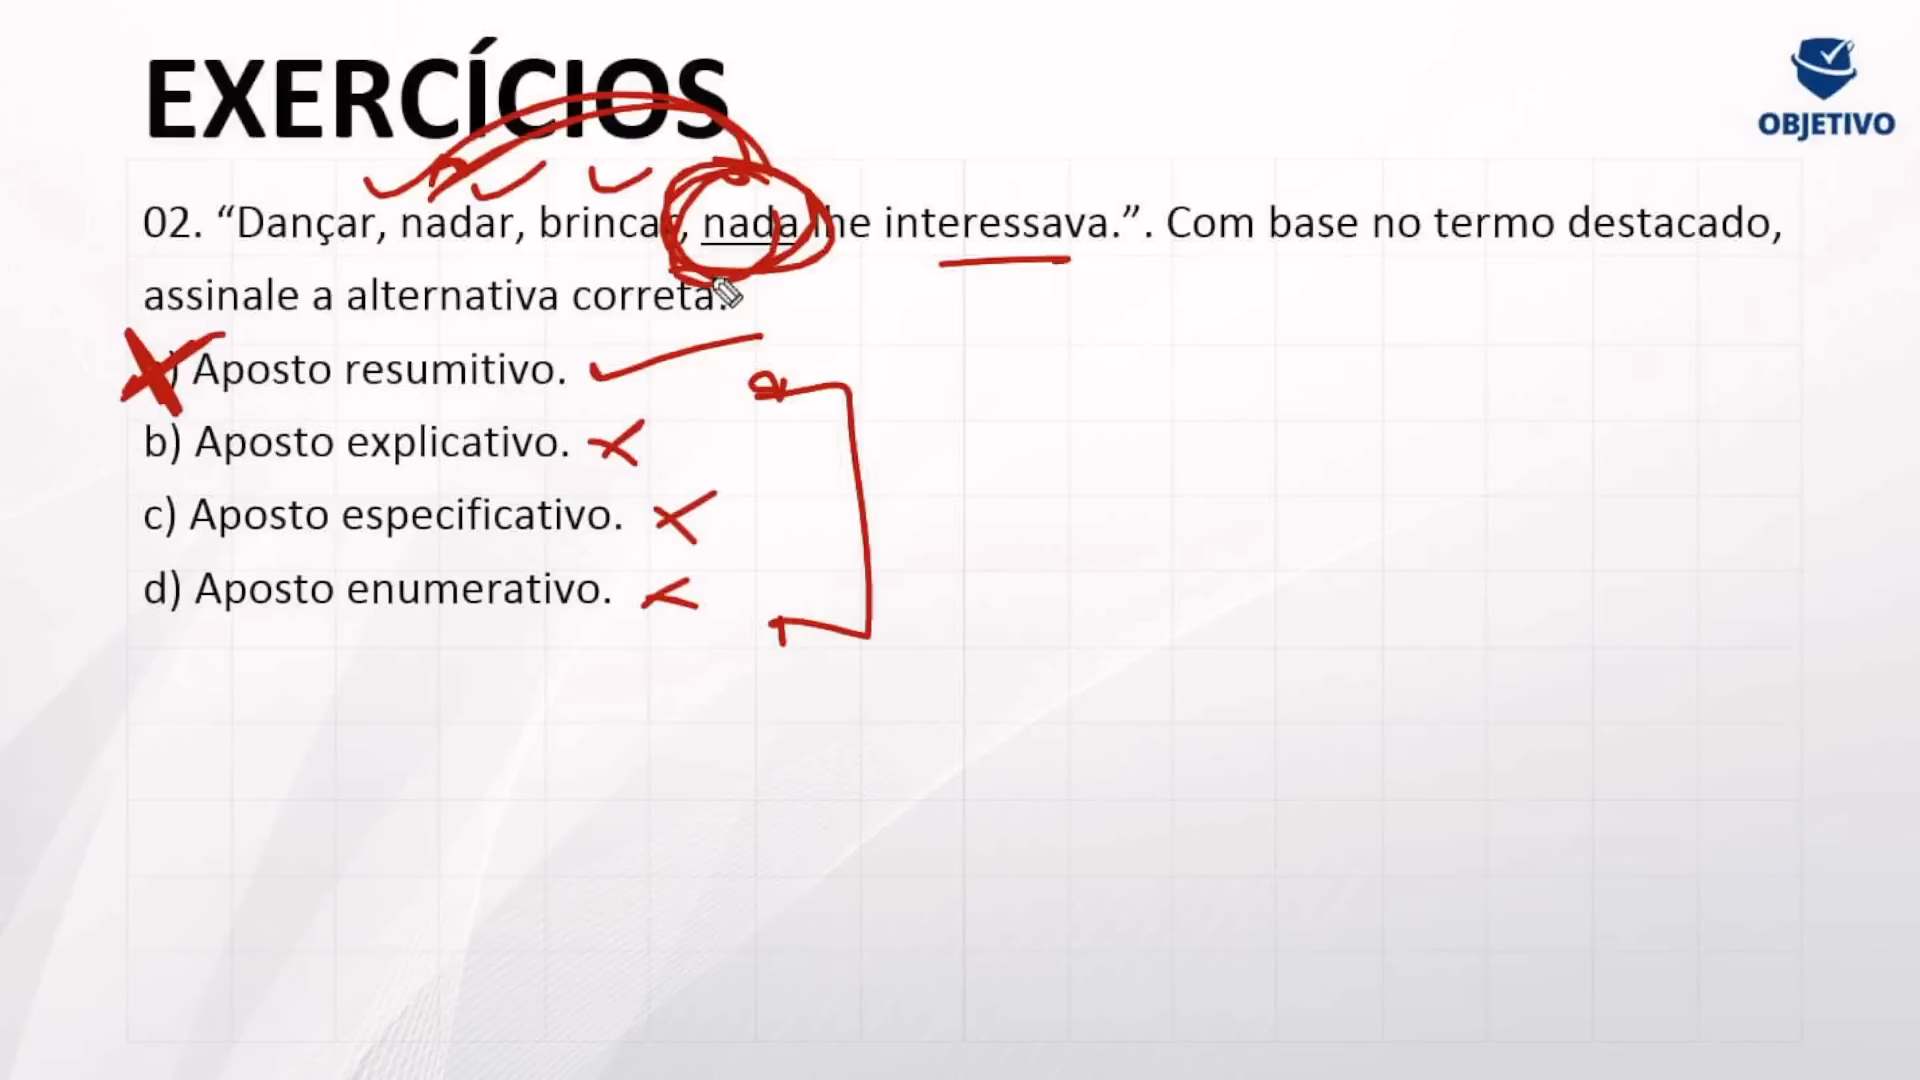 EXERCÍCIOS
OBJETIVO
02. “Dançar, nadar, brincar, nada lhe interessava.”. Com base no termo destacado,
assinale a alternativa correta.
a) Aposto resumitivo.
b) Aposto explicativo.
c) Aposto especificativo.
d) Aposto enumerativo.